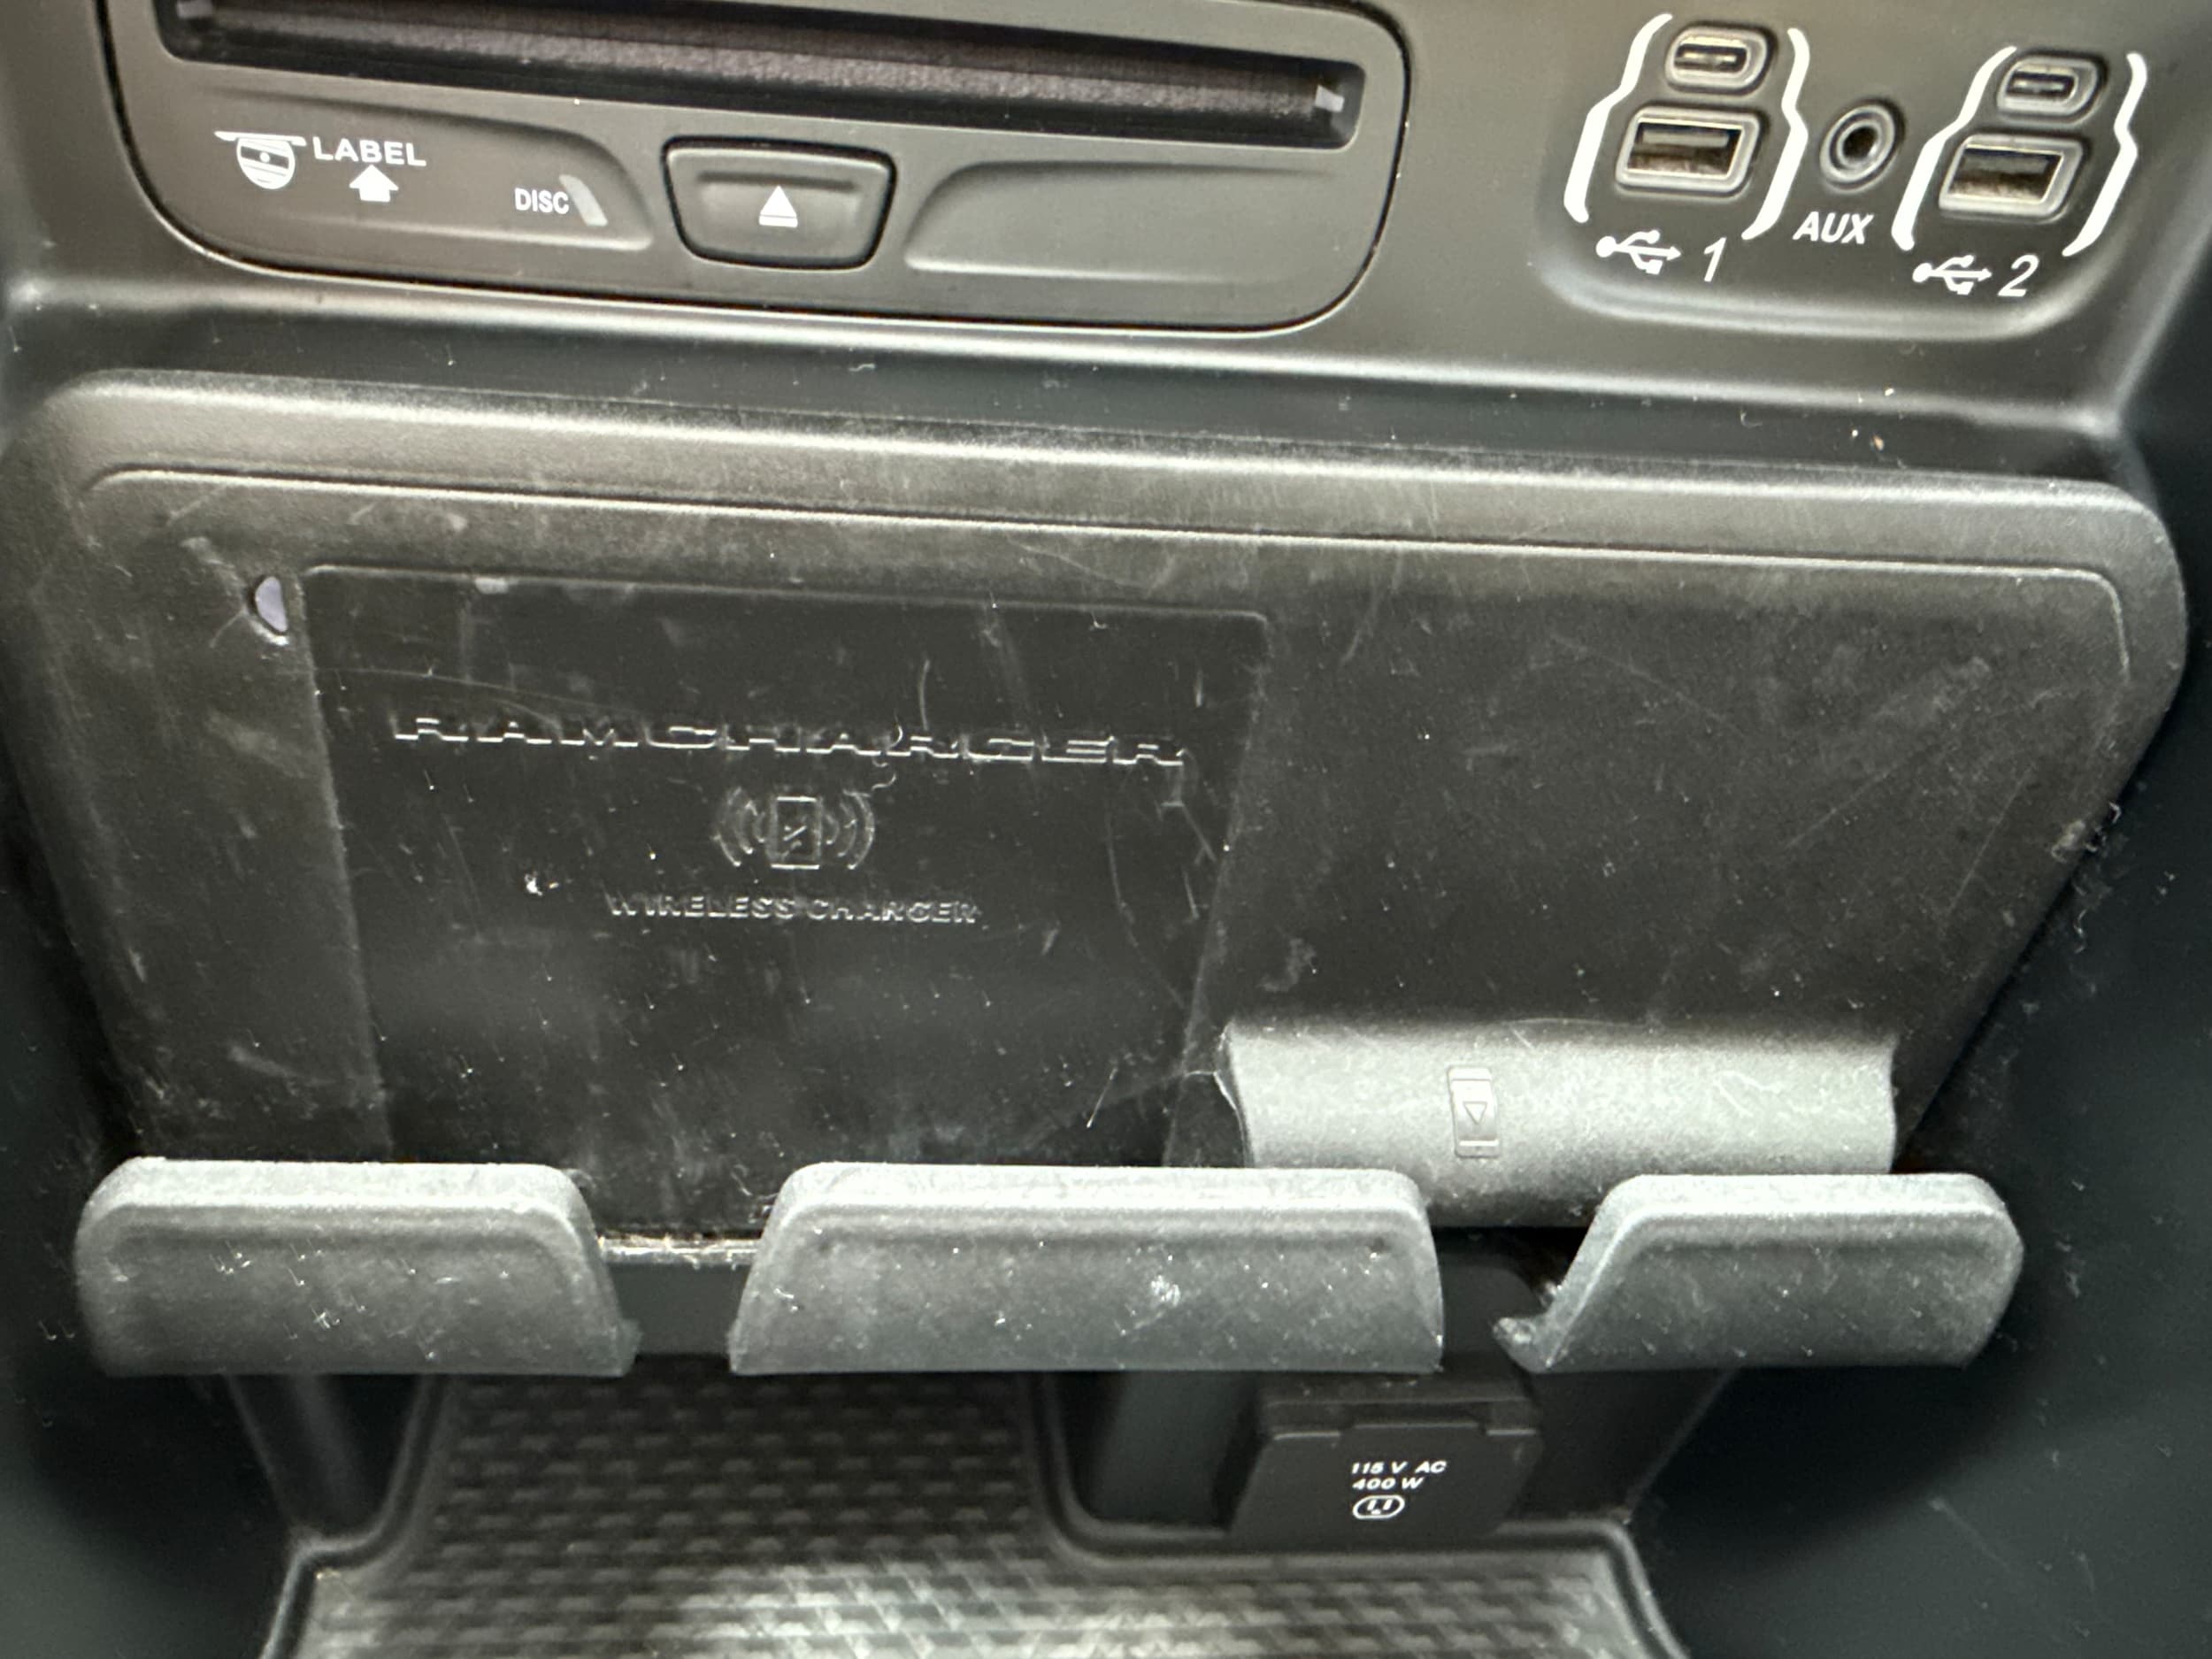 LABEL
DISC
1
AUX
2
RAMCHARGER
WIRELESS CHARGER
115 V AC
400 W